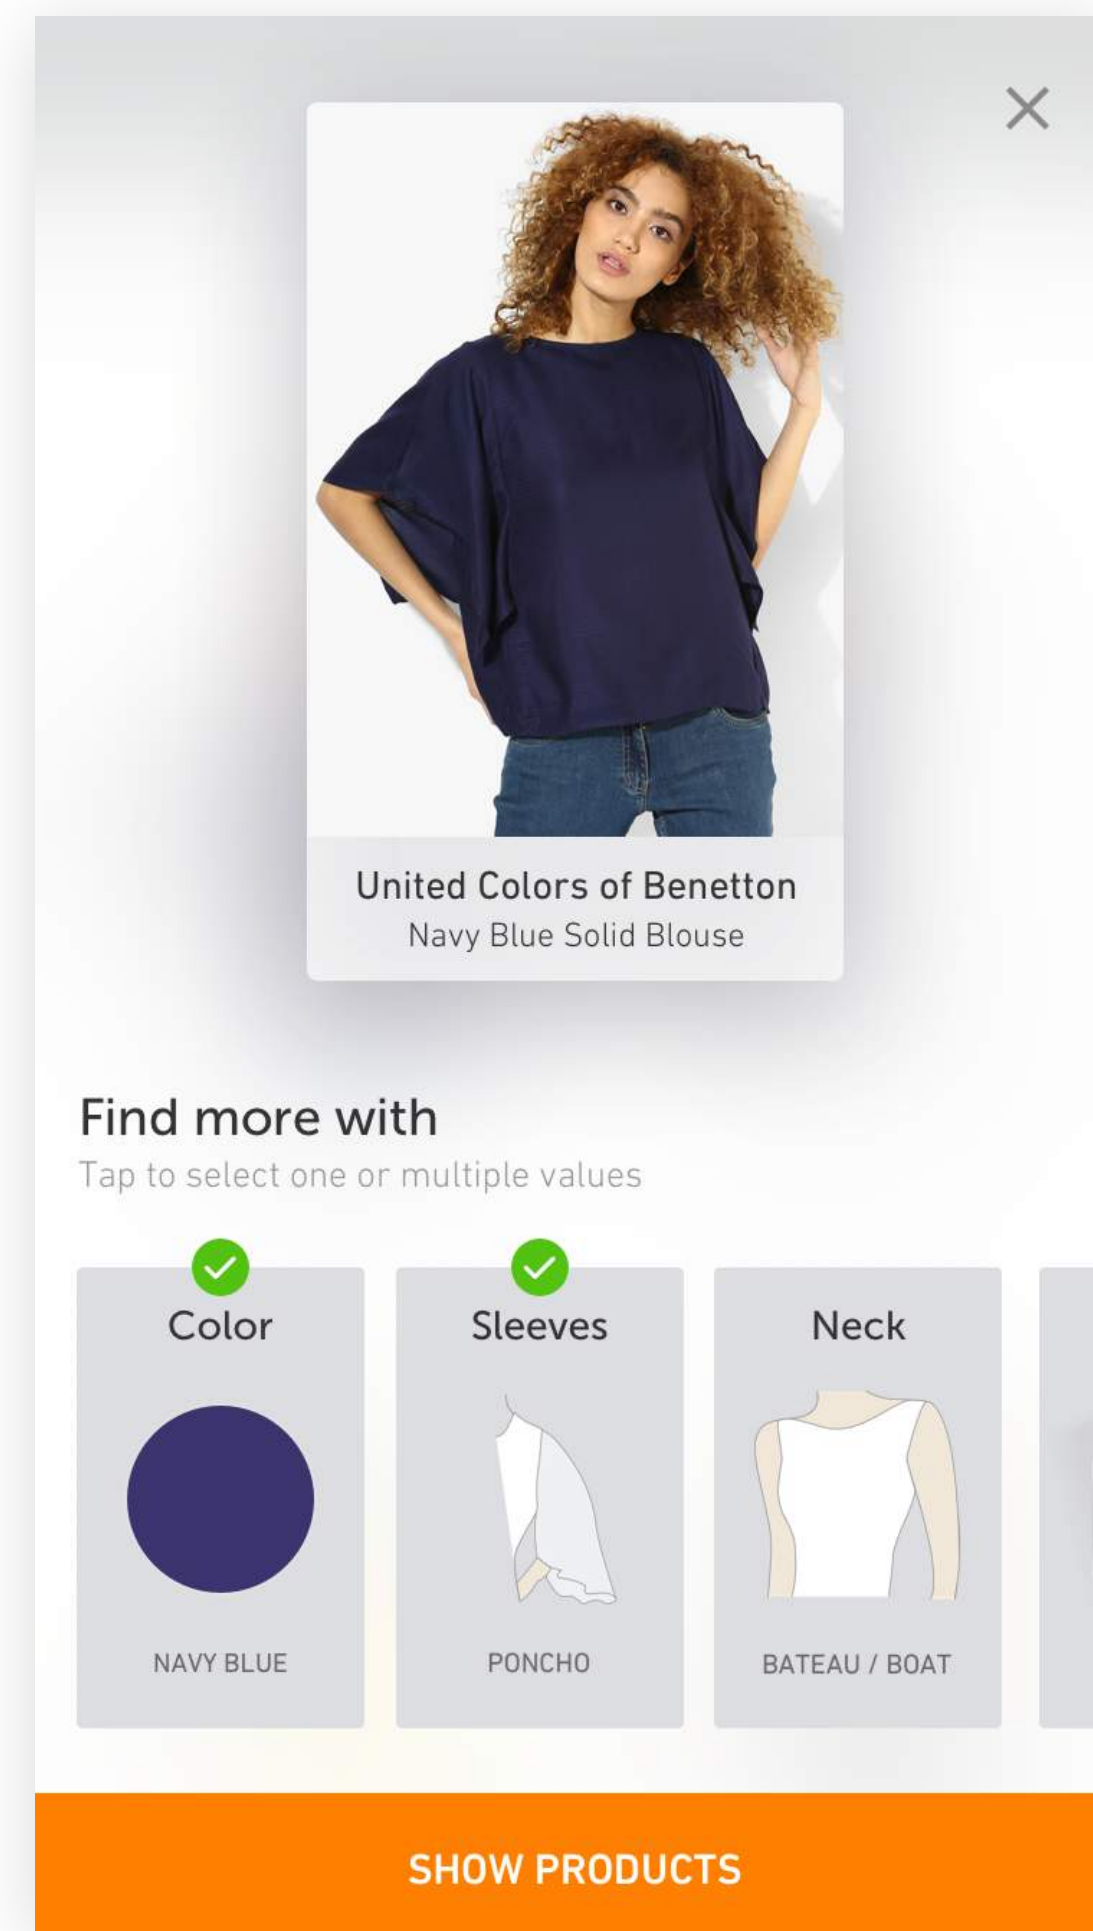 United Colors of Benetton
Navy Blue Solid Blouse
Find more with
Tap to select one or multiple values
Color
Sleeves
Neck
NAVY BLUE
PONCHO
BATEAU / BOAT
SHOW PRODUCTS